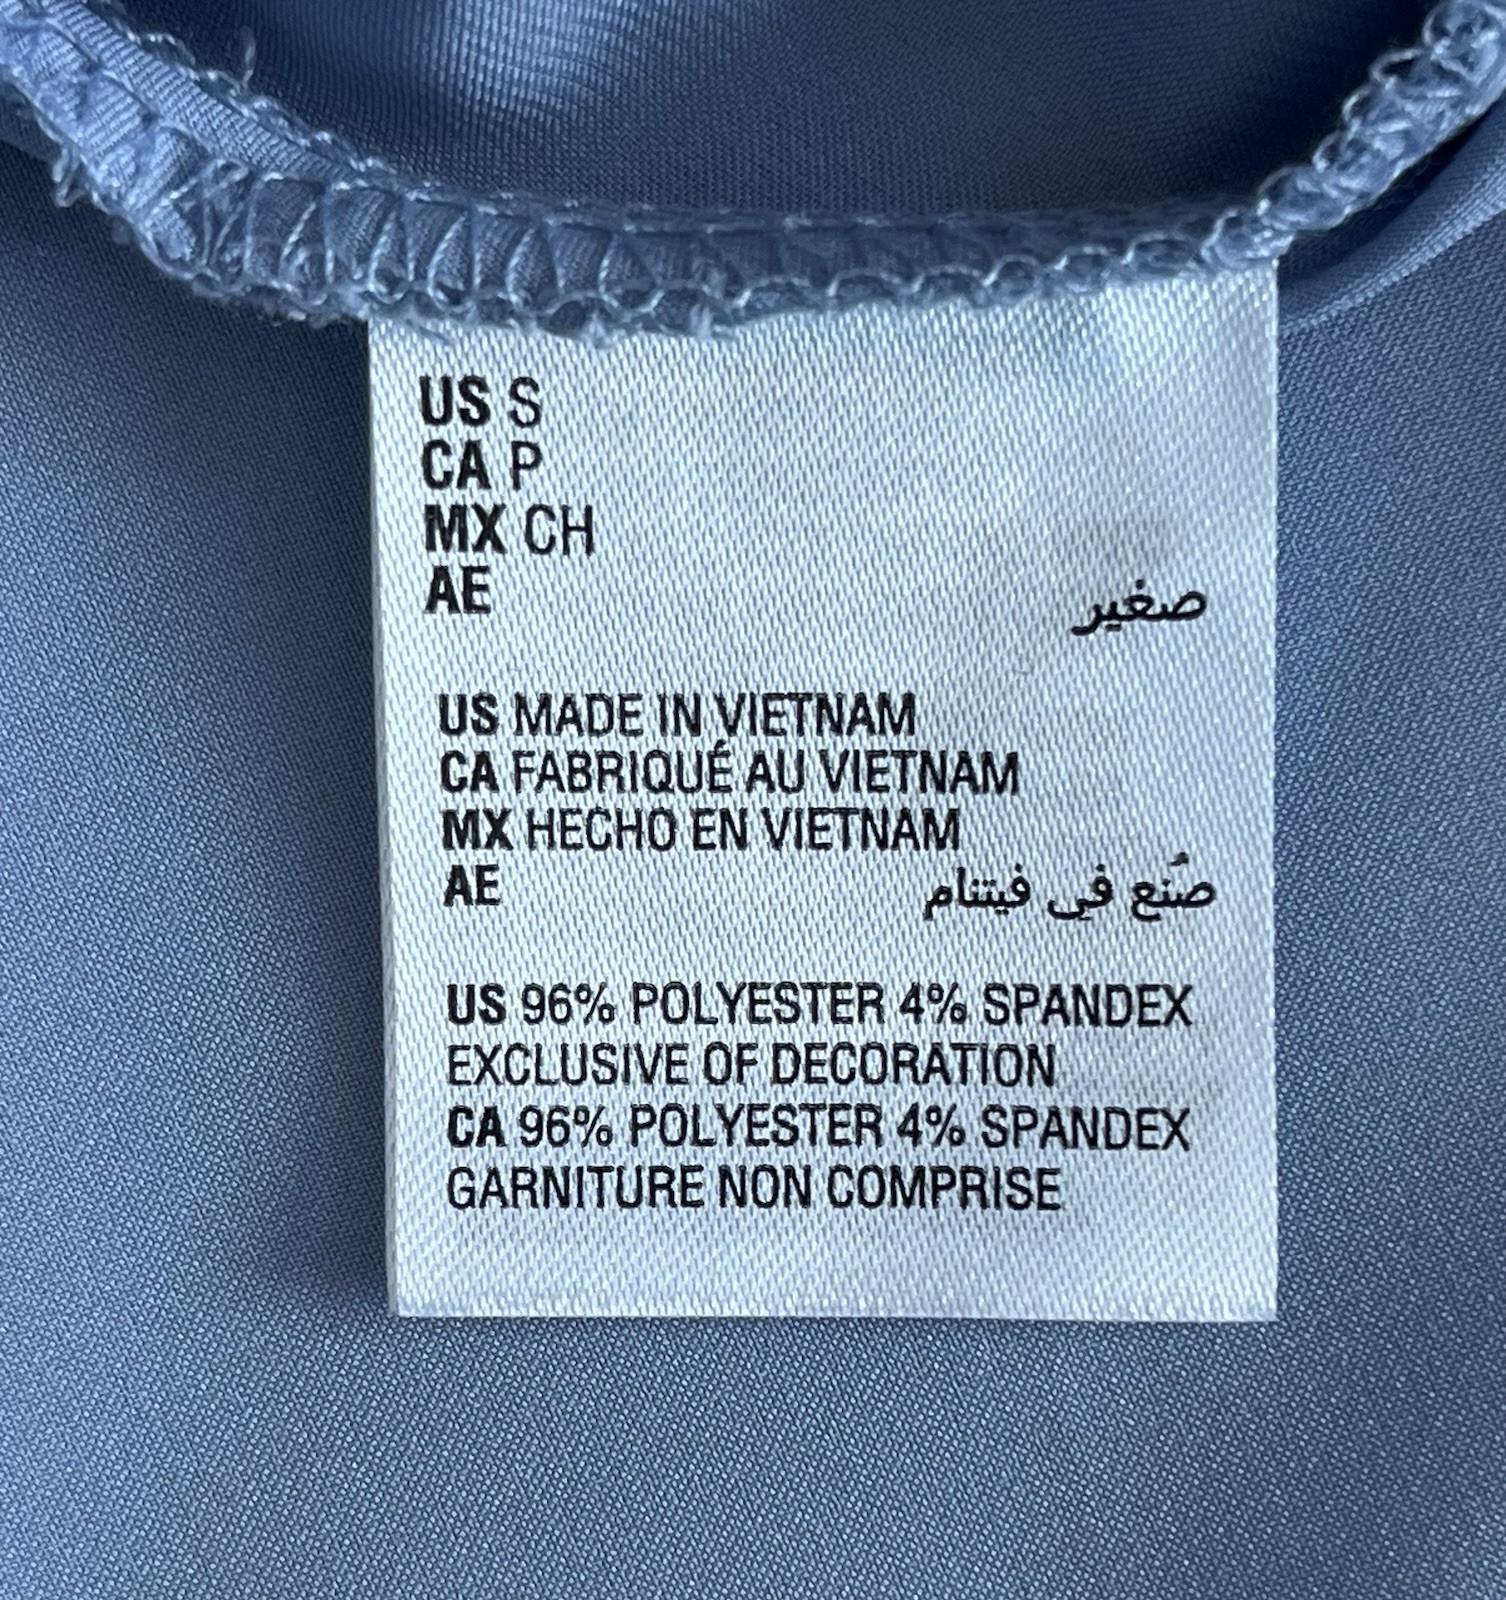 US S
CA P
MX CH
AE صغير
US MADE IN VIETNAM
CA FABRIQUÉ AU VIETNAM
MX HECHO EN VIETNAM
AE صُنع في فيتنام
US 96% POLYESTER 4% SPANDEX
EXCLUSIVE OF DECORATION
CA 96% POLYESTER 4% SPANDEX
GARNITURE NON COMPRISE